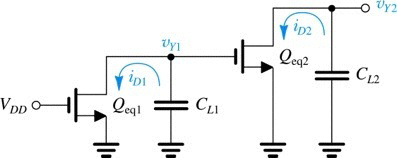 v_{Y1}
v_{Y2}
i_{D1}
i_{D2}
V_{DD}
Q_{eq1}
C_{L1}
Q_{eq2}
C_{L2}